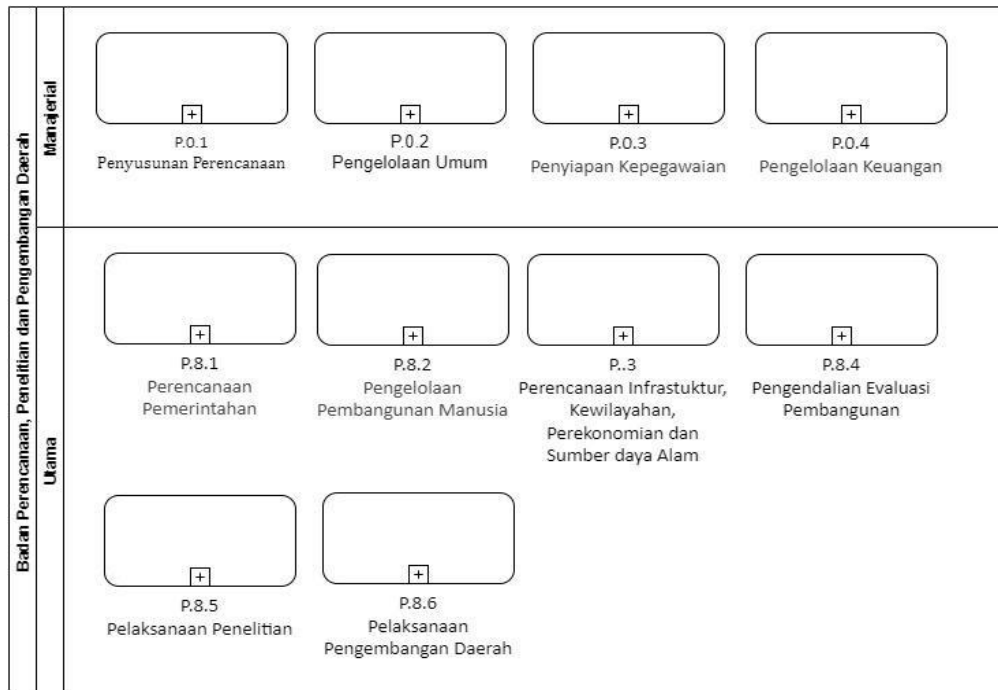 Badan Perencanaan, Penelitian dan Pengembangan Daerah
Manajerial
P.0.1
Penyusunan Perencanaan
P.0.2
Pengelolaan Umum
P.0.3
Penyiapan Kepegawaian
P.0.4
Pengelolaan Keuangan
Utama
P.8.1
Perencanaan
Pemerintahan
P.8.2
Pengelolaan
Pembangunan Manusia
P..3
Perencanaan Infrastuktur,
Kewilayahan,
Perekonomian dan
Sumber daya Alam
P.8.4
Pengendalian Evaluasi
Pembangunan
P.8.5
Pelaksanaan Penelitian
P.8.6
Pelaksanaan
Pengembangan Daerah